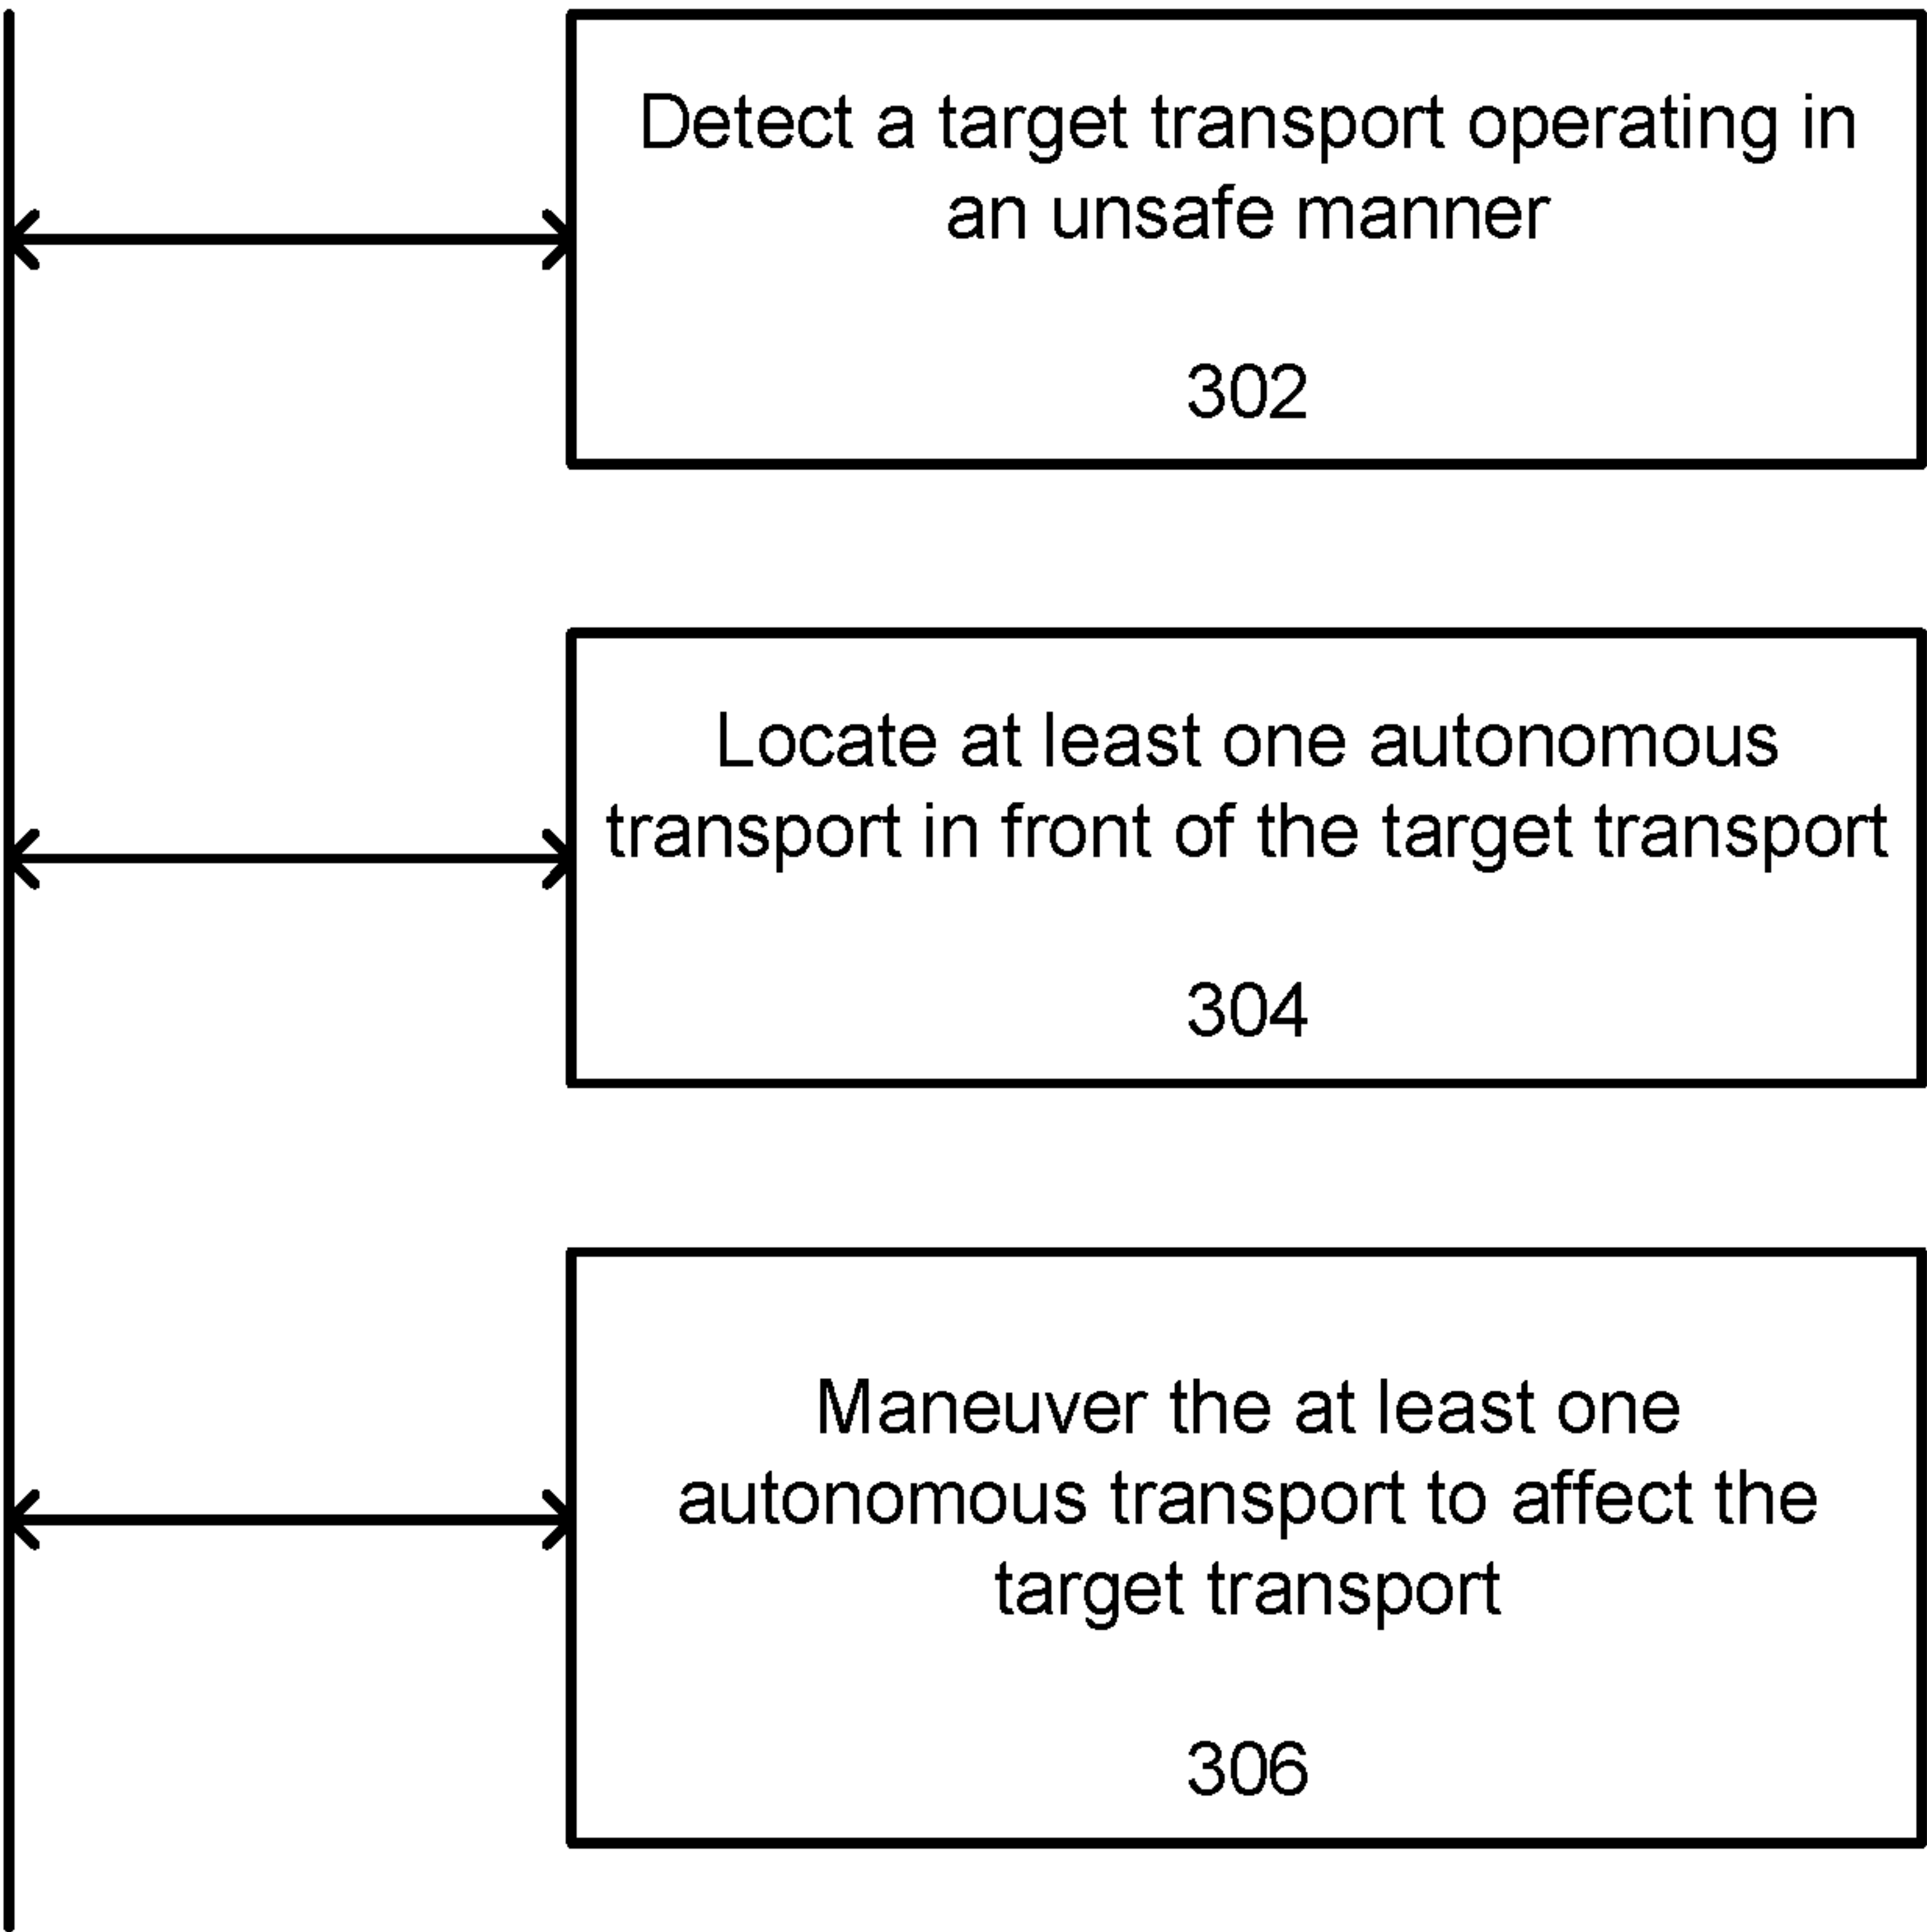 Detect a target transport operating in
an unsafe manner
302
Locate at least one autonomous
transport in front of the target transport
304
Maneuver the at least one
autonomous transport to affect the
target transport
306